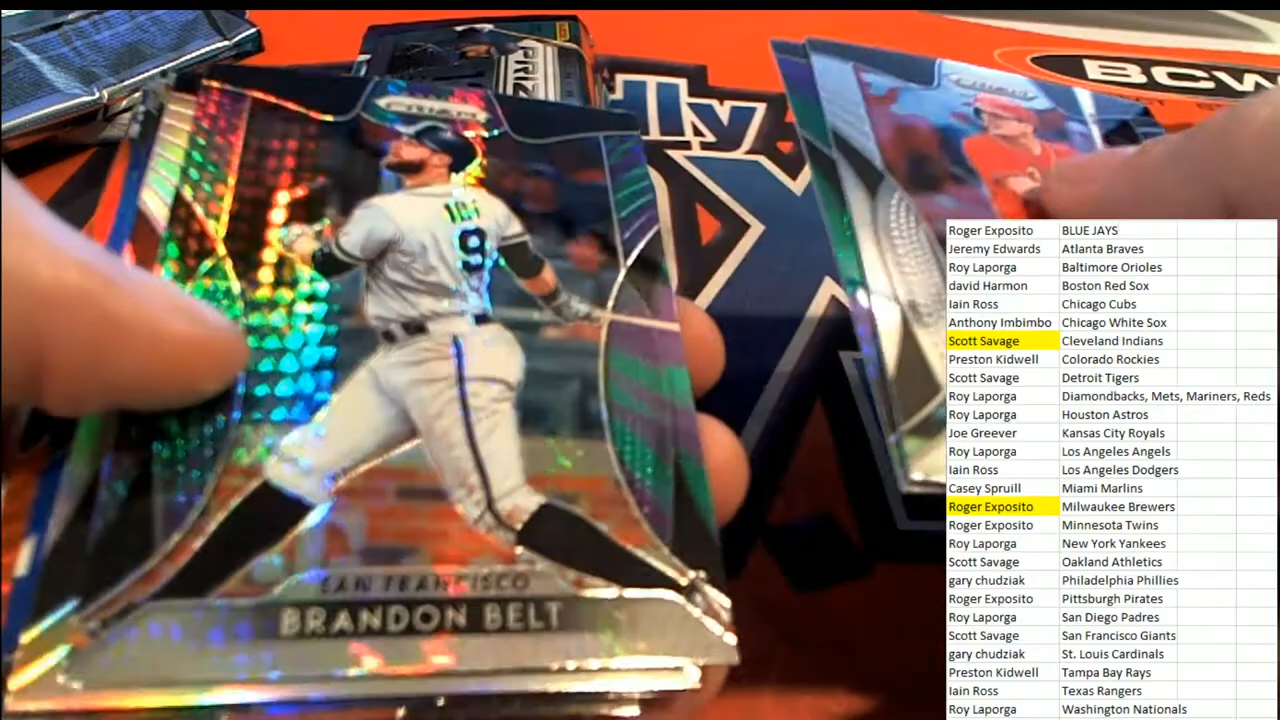 PRIZM
PRIZM
lly
BCW
9
SAN FRANCISCO
BRANDON BELT
Roger Exposito BLUE JAYS
Jeremy Edwards Atlanta Braves
Roy Laporga Baltimore Orioles
david Harmon Boston Red Sox
Iain Ross Chicago Cubs
Anthony Imbimbo Chicago White Sox
Scott Savage Cleveland Indians
Preston Kidwell Colorado Rockies
Scott Savage Detroit Tigers
Roy Laporga Diamondbacks, Mets, Mariners, Reds
Roy Laporga Houston Astros
Joe Greever Kansas City Royals
Roy Laporga Los Angeles Angels
Iain Ross Los Angeles Dodgers
Casey Spruill Miami Marlins
Roger Exposito Milwaukee Brewers
Roger Exposito Minnesota Twins
Roy Laporga New York Yankees
Scott Savage Oakland Athletics
gary chudziak Philadelphia Phillies
Roger Exposito Pittsburgh Pirates
Roy Laporga San Diego Padres
Scott Savage San Francisco Giants
gary chudziak St. Louis Cardinals
Preston Kidwell Tampa Bay Rays
Iain Ross Texas Rangers
Roy Laporga Washington Nationals